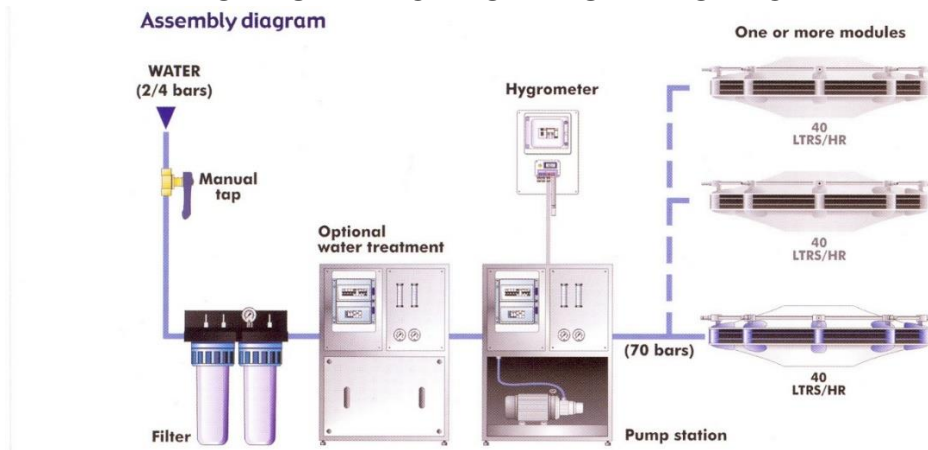 Assembly diagram
One or more modules
WATER
(2/4 bars)
Hygrometer
40
LTRS/HR
Manual
tap
Optional
water treatment
40
LTRS/HR
(70 bars)
40
LTRS/HR
Filter
Pump station